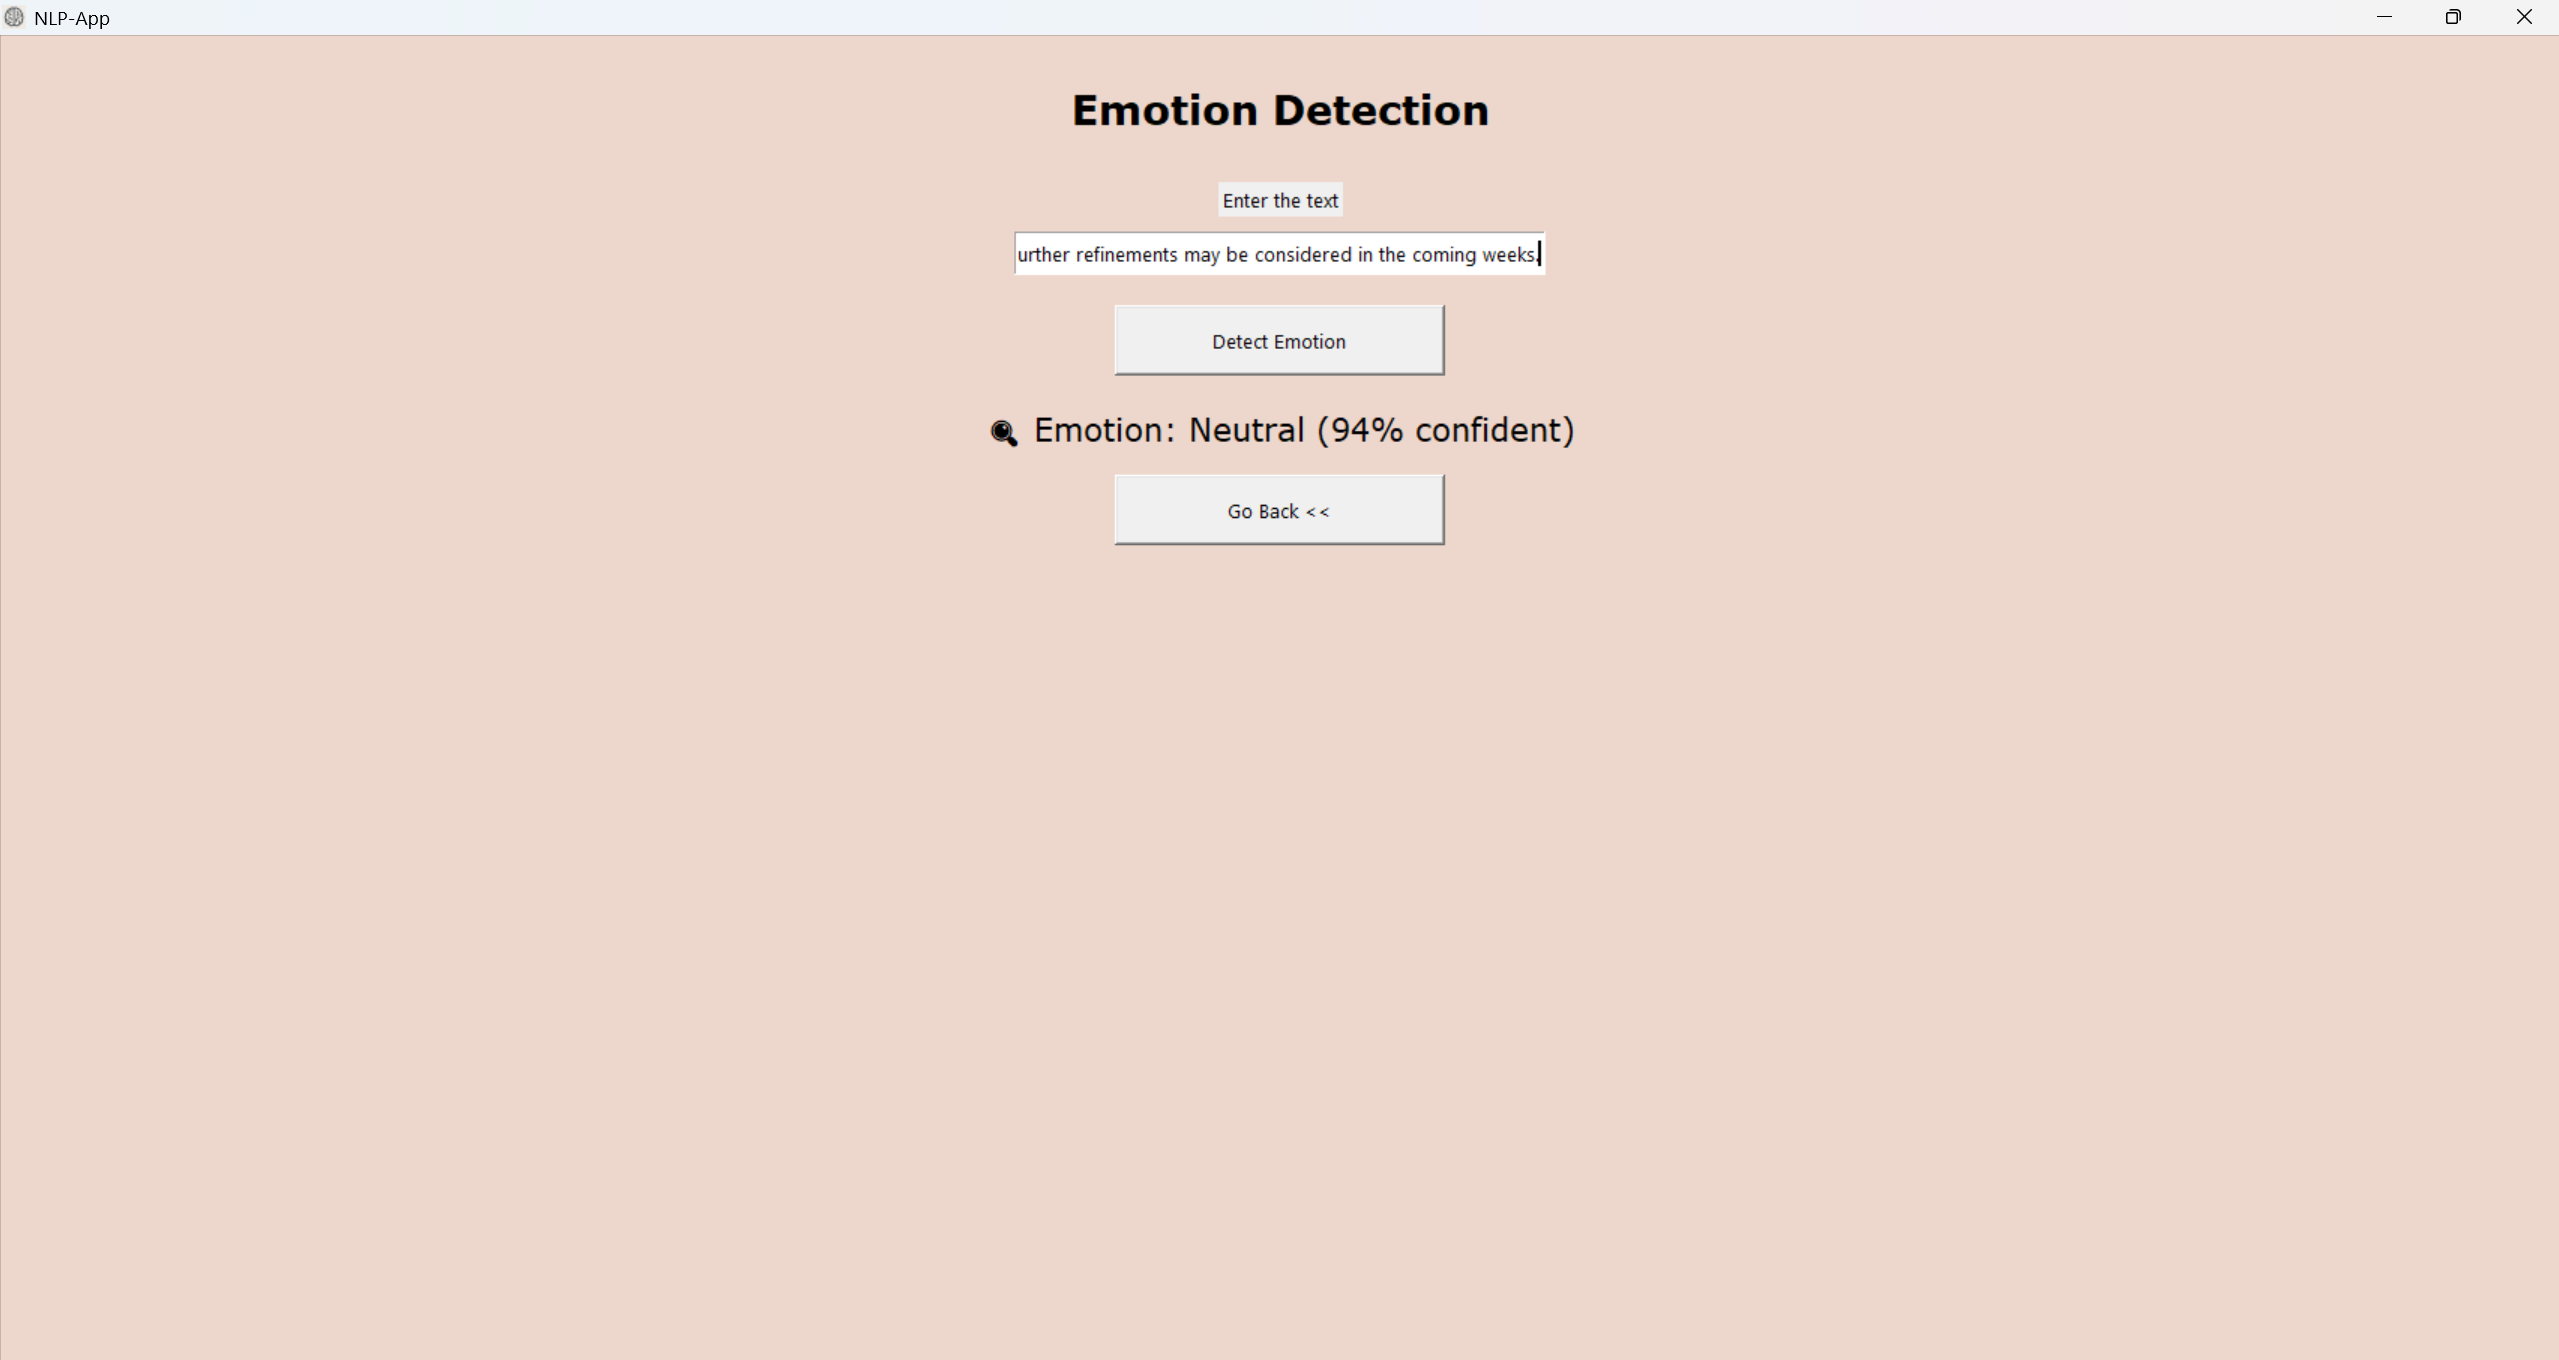 NLP-App
Emotion Detection
Enter the text
urther refinements may be considered in the coming weeks.
Detect Emotion
Emotion: Neutral (94% confident)
Go Back <<